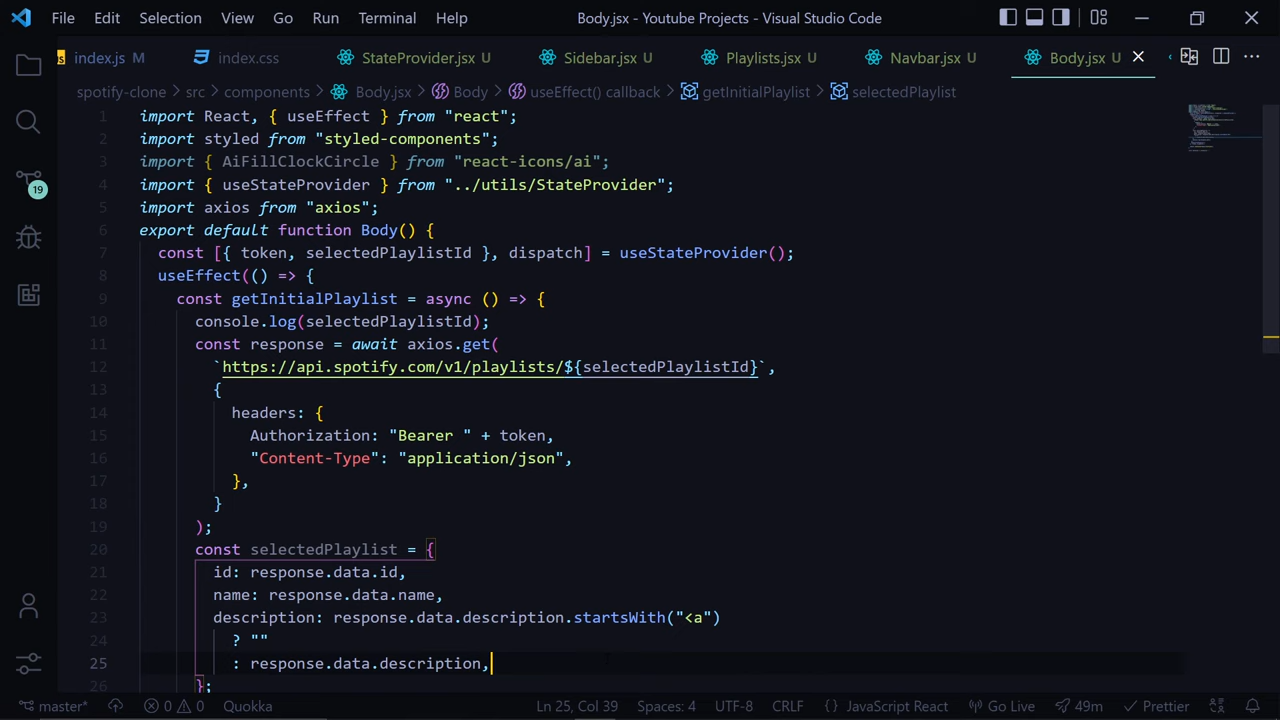 File Edit Selection View Go Run Terminal Help Body.jsx - Youtube Projects - Visual Studio Code
index.js M index.css StateProvider.jsx U Sidebar.jsx U Playlists.jsx U Navbar.jsx U Body.jsx U
spotify-clone > src > components > Body.jsx > Body > useEffect() callback > getInitialPlaylist > selectedPlaylist
1 import React, { useEffect } from "react";
2 import styled from "styled-components";
3 import { AiFillClockCircle } from "react-icons/ai";
4 import { useStateProvider } from "../utils/StateProvider";
5 import axios from "axios";
6 export default function Body() {
7 const [{ token, selectedPlaylistId }, dispatch] = useStateProvider();
8 useEffect(() => {
9 const getInitialPlaylist = async () => {
10 console.log(selectedPlaylistId);
11 const response = await axios.get(
12 `https://api.spotify.com/v1/playlists/${selectedPlaylistId}`,
13 {
14 headers: {
15 Authorization: "Bearer " + token,
16 "Content-Type": "application/json",
17 },
18 }
19 );
20 const selectedPlaylist = {
21 id: response.data.id,
22 name: response.data.name,
23 description: response.data.description.startsWith("<a")
24 ? ""
25 : response.data.description,
26 };
19
master* 0 0 Quokka Ln 25, Col 39 Spaces: 4 UTF-8 CRLF {} JavaScript React Go Live 49m Prettier